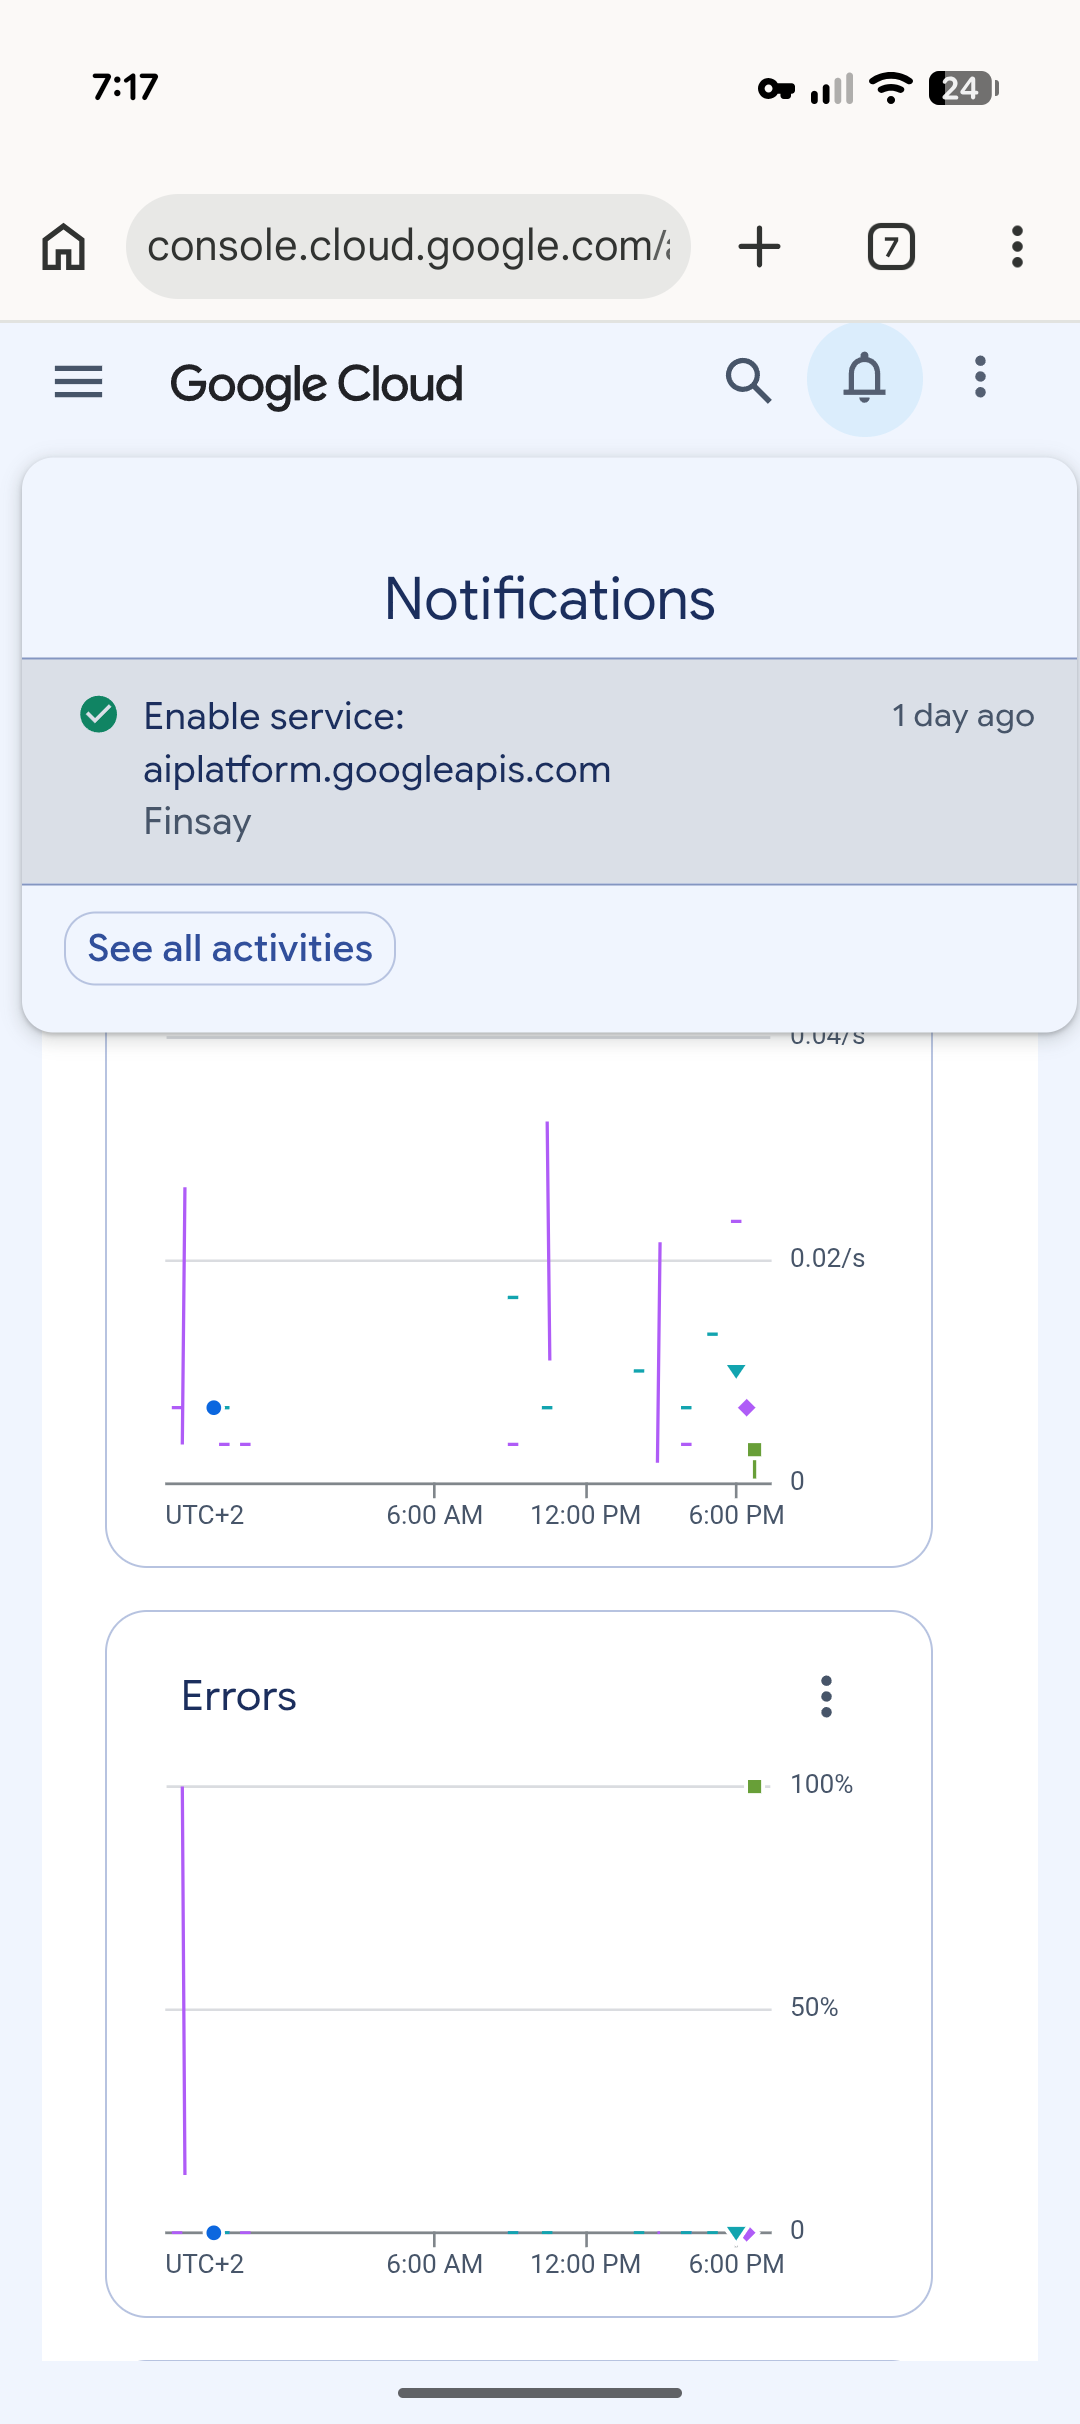 7:17
24
console.cloud.google.com/
7
Google Cloud
Notifications
Enable service:
1 day ago
aiplatform.googleapis.com
Finsay
See all activities
0.04/s
0.02/s
0
UTC+2 6:00 AM 12:00 PM 6:00 PM
Errors
100%
50%
0
UTC+2 6:00 AM 12:00 PM 6:00 PM